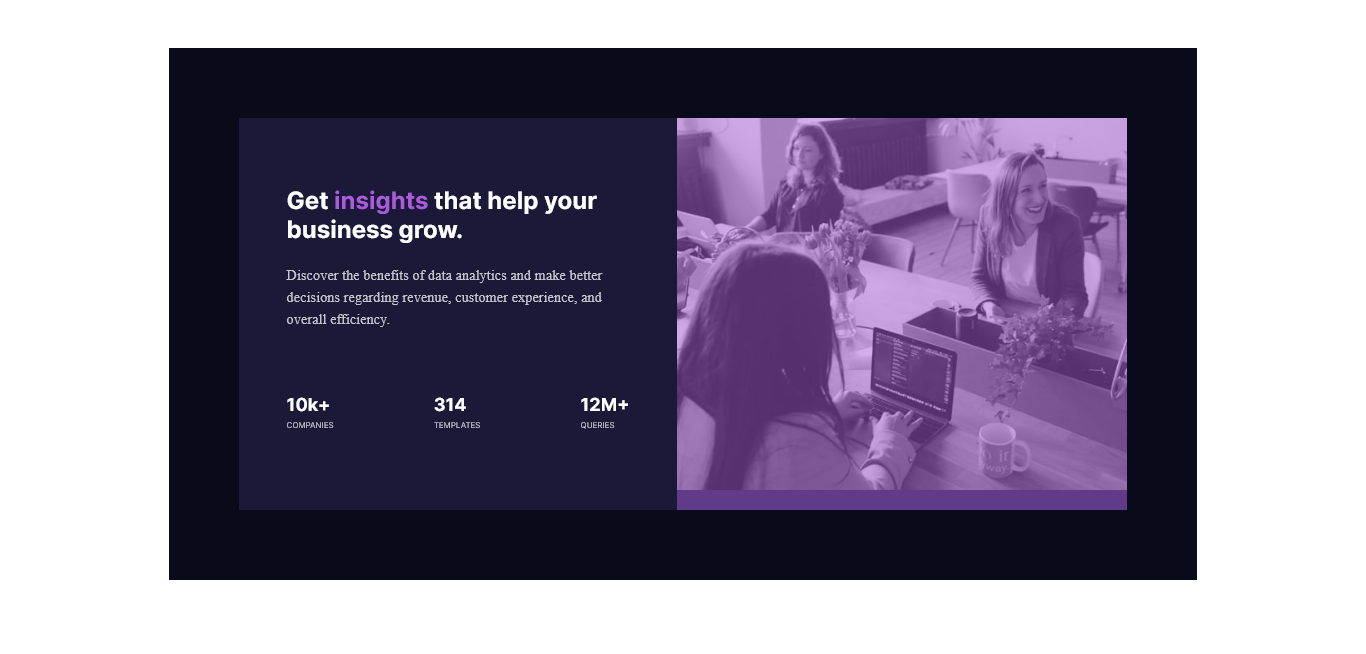 Get insights that help your
business grow.
Discover the benefits of data analytics and make better
decisions regarding revenue, customer experience, and
overall efficiency.
10k+ 314 12M+
COMPANIES TEMPLATES QUERIES